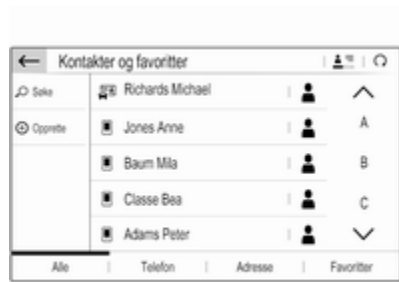 Kontakter og favoritter
Søke
Richards Michael
Opprette
Jones Anne
A
Baum Mila
B
Classe Bea
C
Adams Peter
Alle
Telefon
Adresse
Favoritter